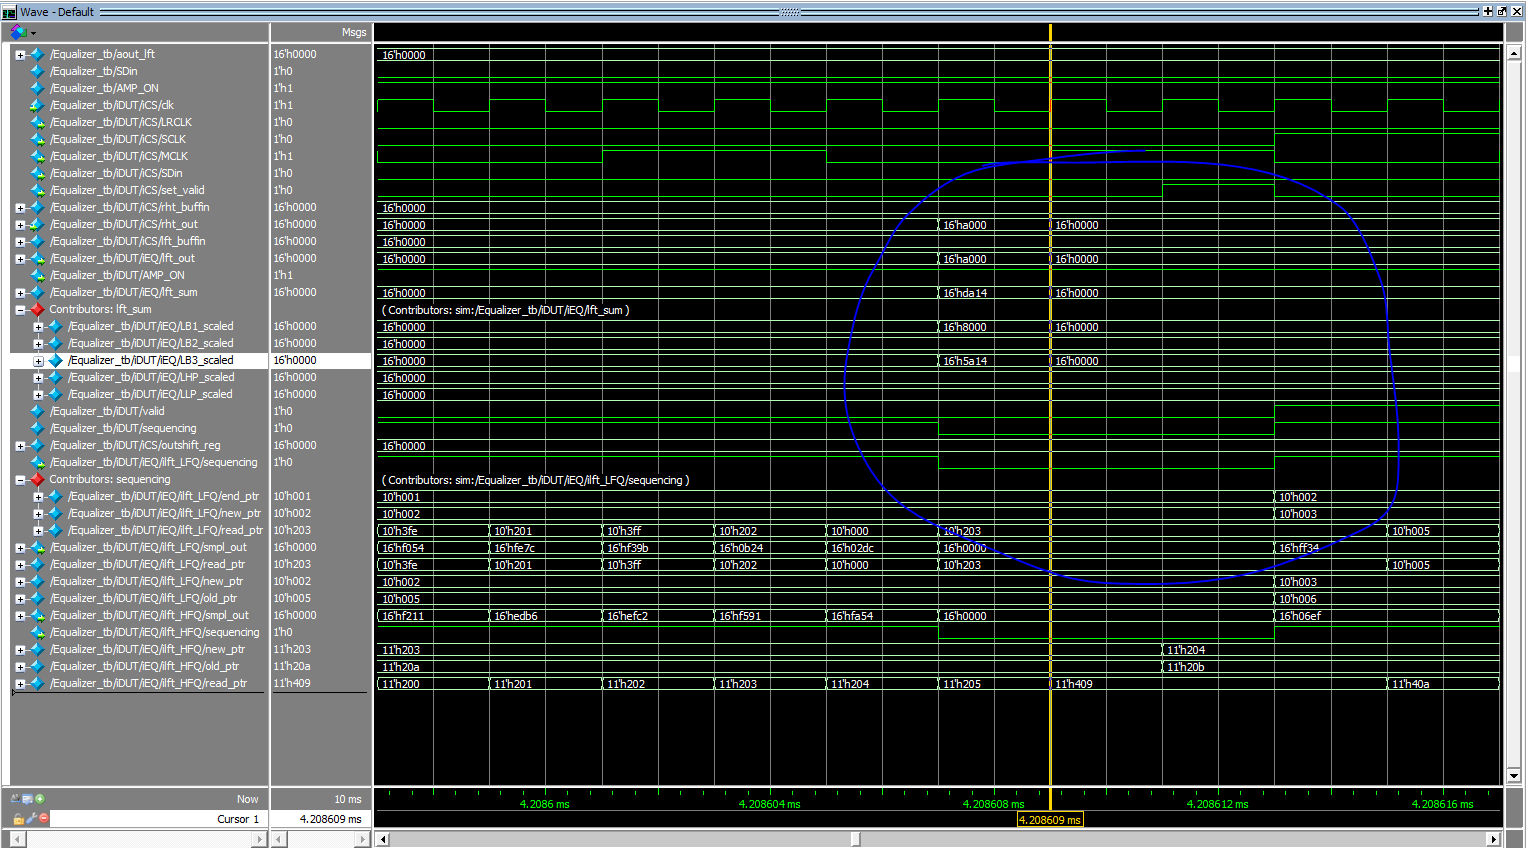 Wave - Default
Msgs
/Equalizer_tb/aout_lft 16'h0000 16'h0000
/Equalizer_tb/SDin 1'h0
/Equalizer_tb/AMP_ON 1'h1
/Equalizer_tb/iDUT/iCS/clk 1'h1
/Equalizer_tb/iDUT/iCS/LRCLK 1'h0
/Equalizer_tb/iDUT/iCS/SCLK 1'h0
/Equalizer_tb/iDUT/iCS/MCLK 1'h1
/Equalizer_tb/iDUT/iCS/SDin 1'h0
/Equalizer_tb/iDUT/iCS/set_valid 1'h0
/Equalizer_tb/iDUT/iCS/rht_buffin 16'h0000 16'h0000
/Equalizer_tb/iDUT/iCS/rht_out 16'h0000 16'h0000 16'ha000 16'h0000
/Equalizer_tb/iDUT/iCS/lft_buffin 16'h0000 16'h0000
/Equalizer_tb/iDUT/iEQ/lft_out 16'h0000 16'h0000 16'ha000 16'h0000
/Equalizer_tb/iDUT/AMP_ON 1'h1
/Equalizer_tb/iDUT/iEQ/lft_sum 16'h0000 16'h0000 16'hda14 16'h0000
Contributors: lft_sum ( Contributors: sim:/Equalizer_tb/iDUT/iEQ/lft_sum )
/Equalizer_tb/iDUT/iEQ/LB1_scaled 16'h0000 16'h0000 16'h8000 16'h0000
/Equalizer_tb/iDUT/iEQ/LB2_scaled 16'h0000 16'h0000
/Equalizer_tb/iDUT/iEQ/LB3_scaled 16'h0000 16'h0000 16'h5a14 16'h0000
/Equalizer_tb/iDUT/iEQ/LHP_scaled 16'h0000 16'h0000
/Equalizer_tb/iDUT/iEQ/LLP_scaled 16'h0000 16'h0000
/Equalizer_tb/iDUT/valid 1'h0
/Equalizer_tb/iDUT/sequencing 1'h0
/Equalizer_tb/iDUT/iCS/outshift_reg 16'h0000 16'h0000
/Equalizer_tb/iDUT/iEQ/ilft_LFQ/sequencing 1'h0
Contributors: sequencing ( Contributors: sim:/Equalizer_tb/iDUT/iEQ/ilft_LFQ/sequencing )
/Equalizer_tb/iDUT/iEQ/ilft_LFQ/end_ptr 10'h001 10'h001 10'h002
/Equalizer_tb/iDUT/iEQ/ilft_LFQ/new_ptr 10'h002 10'h002 10'h003
/Equalizer_tb/iDUT/iEQ/ilft_LFQ/read_ptr 10'h203 10'h3fe 10'h201 10'h3ff 10'h202 10'h000 10'h203 10'h005
/Equalizer_tb/iDUT/iEQ/ilft_LFQ/smpl_out 16'h0000 16'hf054 16'hfe7c 16'hf39b 16'h0b24 16'h02dc 16'h0000 16'hff34
/Equalizer_tb/iDUT/iEQ/ilft_LFQ/read_ptr 10'h203 10'h3fe 10'h201 10'h3ff 10'h202 10'h000 10'h203 10'h005
/Equalizer_tb/iDUT/iEQ/ilft_LFQ/new_ptr 10'h002 10'h002 10'h003
/Equalizer_tb/iDUT/iEQ/ilft_LFQ/old_ptr 10'h005 10'h005 10'h006
/Equalizer_tb/iDUT/iEQ/ilft_HFQ/smpl_out 16'h0000 16'hf211 16'hedb6 16'hefc2 16'hf591 16'hfa54 16'h0000 16'h06ef
/Equalizer_tb/iDUT/iEQ/ilft_HFQ/sequencing 1'h0
/Equalizer_tb/iDUT/iEQ/ilft_HFQ/new_ptr 11'h203 11'h203 11'h204
/Equalizer_tb/iDUT/iEQ/ilft_HFQ/old_ptr 11'h20a 11'h20a 11'h20b
/Equalizer_tb/iDUT/iEQ/ilft_HFQ/read_ptr 11'h409 11'h200 11'h201 11'h202 11'h203 11'h204 11'h205 11'h409 11'h40a
Now 10 ms 4.2086 ms 4.208604 ms 4.208608 ms 4.208612 ms 4.208616 ms
Cursor 1 4.208609 ms 4.208609 ms